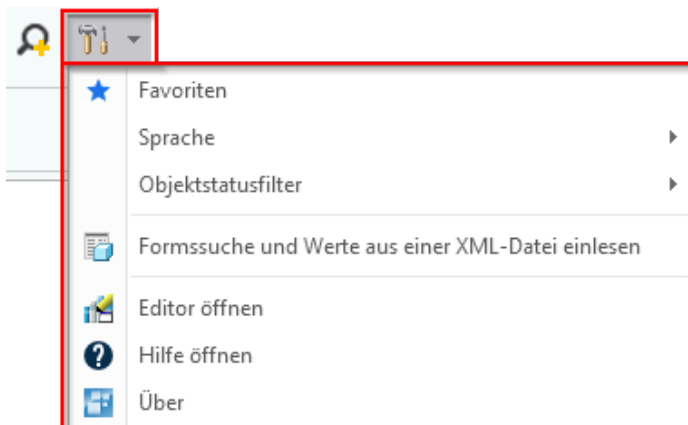 Favoriten
Sprache
Objektstatusfilter
Formssuche und Werte aus einer XML-Datei einlesen
Editor öffnen
Hilfe öffnen
Über